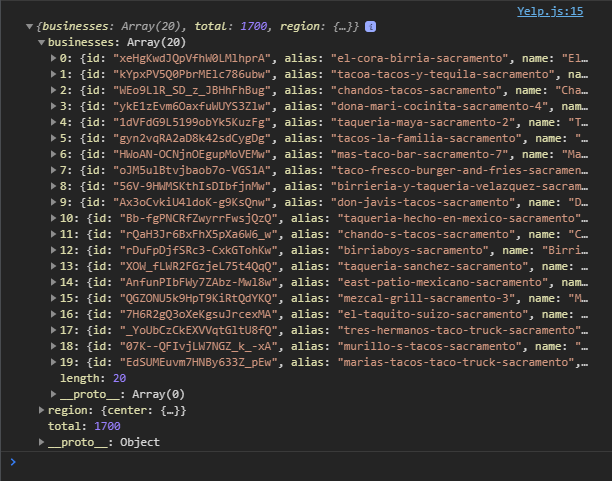 Yelp.js:15
{businesses: Array(20), total: 1700, region: {…}}
businesses: Array(20)
0: {id: "xeHgKwdJQpVfhW0LMlhprA", alias: "el-cora-birria-sacramento", name: "El…
1: {id: "kYpxPV5Q0PbrMElc786ubw", alias: "tacoa-tacos-y-tequila-sacramento", na…
2: {id: "WEo9LlR_SD_z_JBHhFhBug", alias: "chandos-tacos-sacramento", name: "Cha…
3: {id: "ykE1zEvm6OaxfuWUYS3Zlw", alias: "dona-mari-cocinita-sacramento-4", nam…
4: {id: "1dVFdG9L5199obYk5KuzFg", alias: "taqueria-maya-sacramento-2", name: "T…
5: {id: "gyn2vqRA2aD8k42sdCygDg", alias: "tacos-la-familia-sacramento", name: "…
6: {id: "HWoAN-OCNjnOEgupMoVEMw", alias: "mas-taco-bar-sacramento-7", name: "Ma…
7: {id: "oJM5ulBtvjbaob7o-VGS1A", alias: "taco-fresco-burger-and-fries-sacramen…
8: {id: "56V-9HWMSKthIsDIbfjnMw", alias: "birrieria-y-taqueria-velazquez-sacram…
9: {id: "Ax3oCvkiU4ldoK-g9KsQnw", alias: "don-javis-tacos-sacramento", name: "D…
10: {id: "Bb-fgPNCRfZwyrrFwsjQzQ", alias: "taqueria-hecho-en-mexico-sacramento"…
11: {id: "rQaH3Jr6BxFhX5pXa6W6_w", alias: "chando-s-tacos-sacramento", name: "C…
12: {id: "rDuFpDjfSRc3-CxkGTohKw", alias: "birriaboys-sacramento", name: "Birri…
13: {id: "XOW_fLWR2FGzjeL75t4QqQ", alias: "taqueria-sanchez-sacramento", name: …
14: {id: "AnfunPIbFWy7ZAbz-Mwl8w", alias: "east-patio-mexicano-sacramento", nam…
15: {id: "QGZONU5k9HpT9KiRtQdYKQ", alias: "mezcal-grill-sacramento-3", name: "M…
16: {id: "7H6R2gQ3oXeKgsuJrcexMA", alias: "el-taquito-suizo-sacramento", name: …
17: {id: "_YoUbCzCkEXVVqtGltU8fQ", alias: "tres-hermanos-taco-truck-sacramento"…
18: {id: "07K--QFIvjLW7NGZ_k_-xA", alias: "murillo-s-tacos-sacramento", name: "…
19: {id: "EdSUMEuvm7HNBy633Z_pEw", alias: "marias-tacos-taco-truck-sacramento",…
length: 20
__proto__: Array(0)
region: {center: {…}}
total: 1700
__proto__: Object